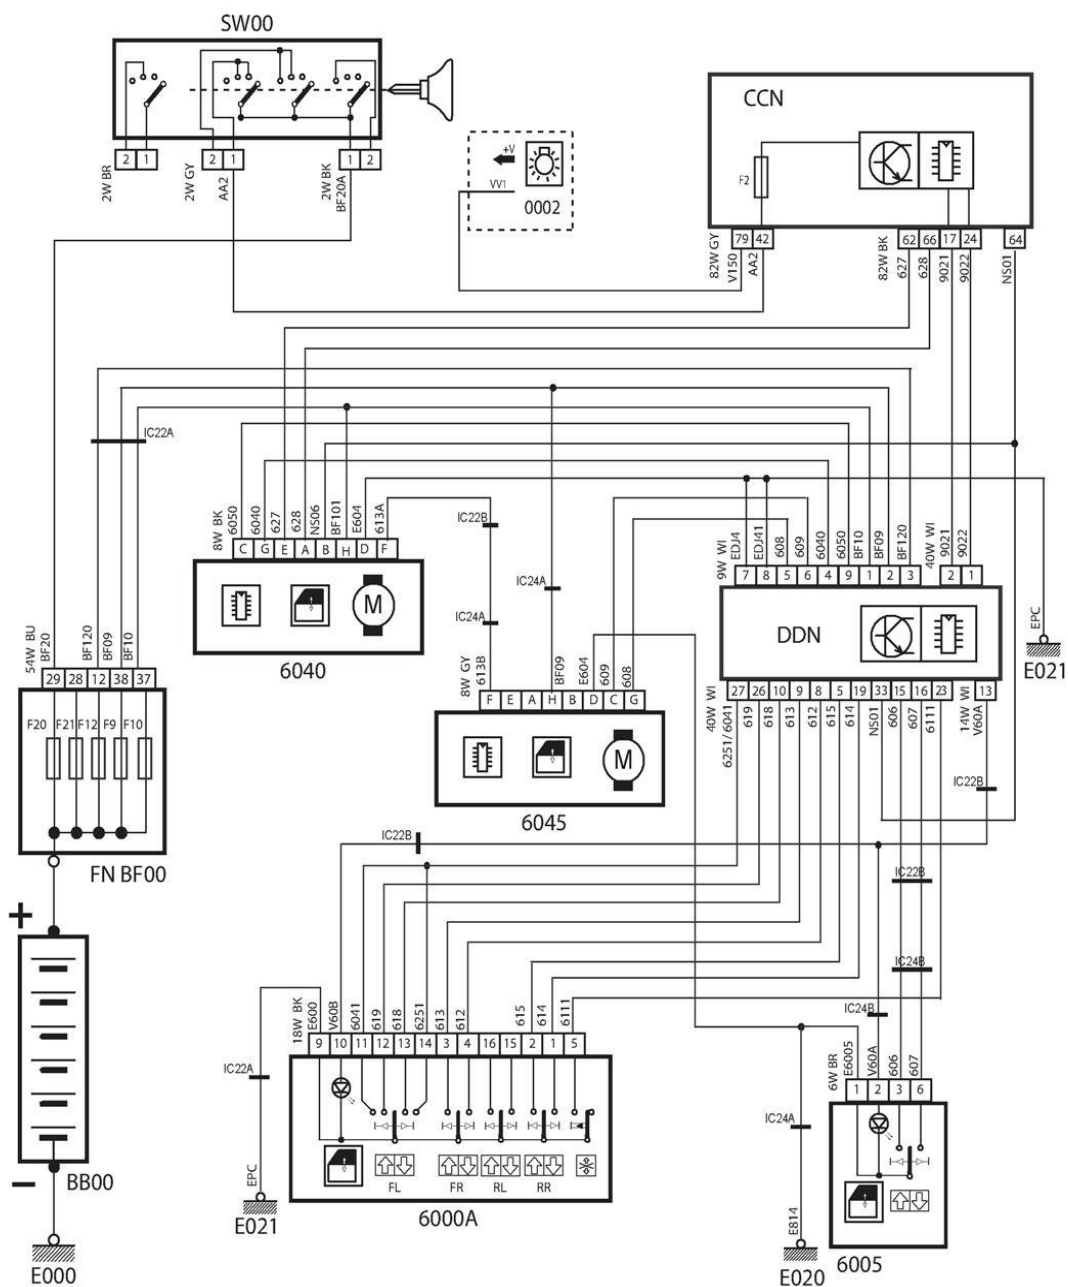 SW00
2 1 2 1 1 2
2W BR
2W GY
AA2
2W BK
BF20A
+V
VV1
0002
CCN
F2
79 42 62 66 17 24 64
82W GY
V150
AA2
82W BK
627
628
9021
9022
NS01
IC22A
8W BK
6050
6040
627
628
NS06
BF101
E604
613A
C G E A B H D F
M
6040
IC22B
IC24A
IC24A
8W GY
613B
BF09
E604
609
608
F E A H B D C G
M
6045
9W WI
EDJ4
EDJ41
608
609
6040
6050
BF10
BF09
BF120
40W WI
9021
9022
7 8 5 6 4 9 1 2 3 2 1
DDN
EPC
E021
27 26 10 9 8 5 19 33 15 16 23 13
40W WI
6251/6041
619
618
613
612
615
614
NS01
606
607
6111
14W WI
V60A
IC22B
54W BU
BF20
BF120
BF09
BF10
29 28 12 38 37
F20 F21 F12 F9 F10
FN BF00
+
−
BB00
E000
IC22B
IC22B
IC24B
IC24B
18W BK
E600
V60B
6041
619
618
6251
613
612
615
614
6111
9 10 11 12 13 14 3 4 16 15 2 1 5
FL FR RL RR
6000A
IC22A
EPC
E021
IC24A
E814
E020
6W BR
E6005
V60A
606
607
1 2 3 6
6005